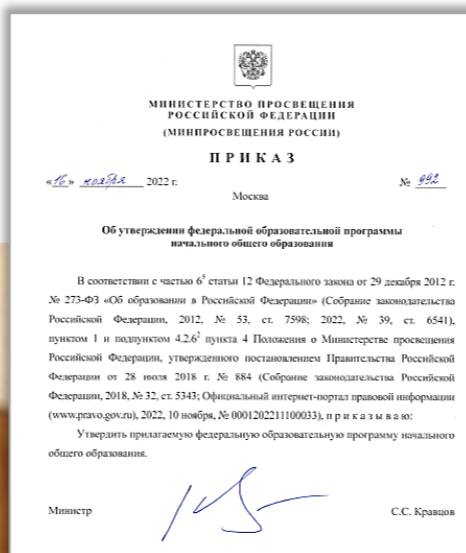 МИНИСТЕРСТВО ПРОСВЕЩЕНИЯ
РОССИЙСКОЙ ФЕДЕРАЦИИ
(МИНПРОСВЕЩЕНИЯ РОССИИ)
П Р И К А З
«16» ноября 2022 г. № 992
Москва
Об утверждении федеральной образовательной программы
начального общего образования
В соответствии с частью 6⁵ статьи 12 Федерального закона от 29 декабря 2012 г.
№ 273-ФЗ «Об образовании в Российской Федерации» (Собрание законодательства
Российской Федерации, 2012, № 53, ст. 7598; 2022, № 39, ст. 6541),
пунктом 1 и подпунктом 4.2.6² пункта 4 Положения о Министерстве просвещения
Российской Федерации, утвержденного постановлением Правительства Российской
Федерации от 28 июля 2018 г. № 884 (Собрание законодательства Российской
Федерации, 2018, № 32, ст. 5343; Официальный интернет-портал правовой информации
(www.pravo.gov.ru), 2022, 10 ноября, № 0001202211100033), п р и к а з ы в а ю:
Утвердить прилагаемую федеральную образовательную программу начального
общего образования.
Министр С.С. Кравцов